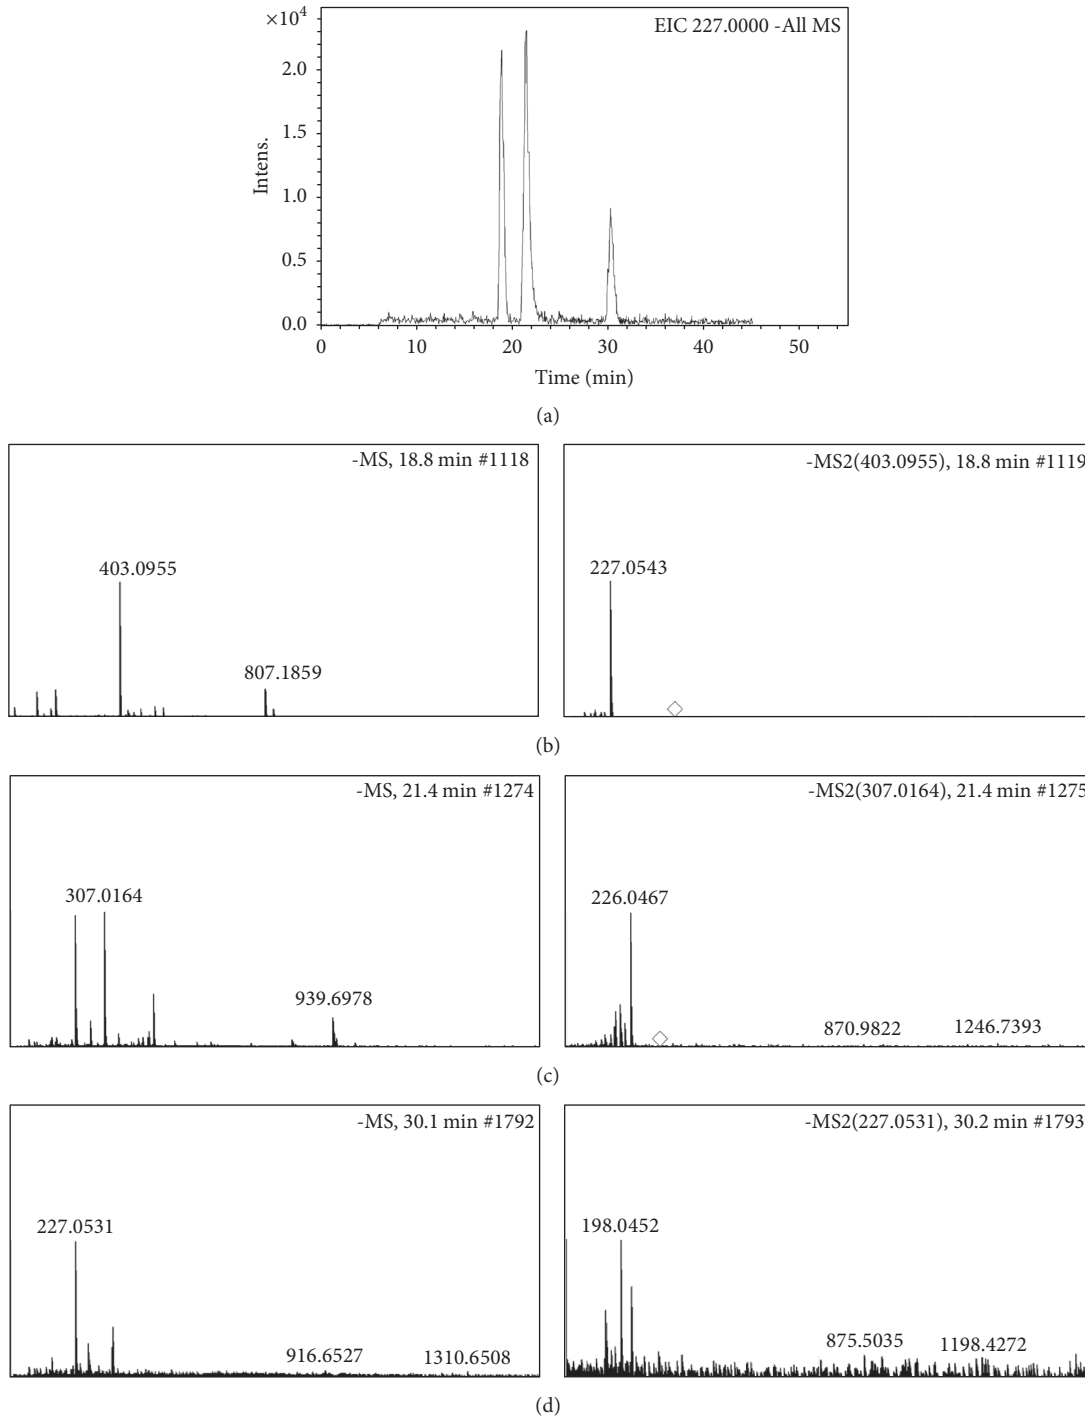 ×10⁴
EIC 227.0000 -All MS
2.0
1.5
1.0
0.5
0.0
Intens.
0 10 20 30 40 50
Time (min)
(a)
-MS, 18.8 min #1118
403.0955
807.1859
-MS2(403.0955), 18.8 min #1119
227.0543
(b)
-MS, 21.4 min #1274
307.0164
939.6978
-MS2(307.0164), 21.4 min #1275
226.0467
870.9822
1246.7393
(c)
-MS, 30.1 min #1792
227.0531
916.6527
1310.6508
-MS2(227.0531), 30.2 min #1793
198.0452
875.5035
1198.4272
(d)